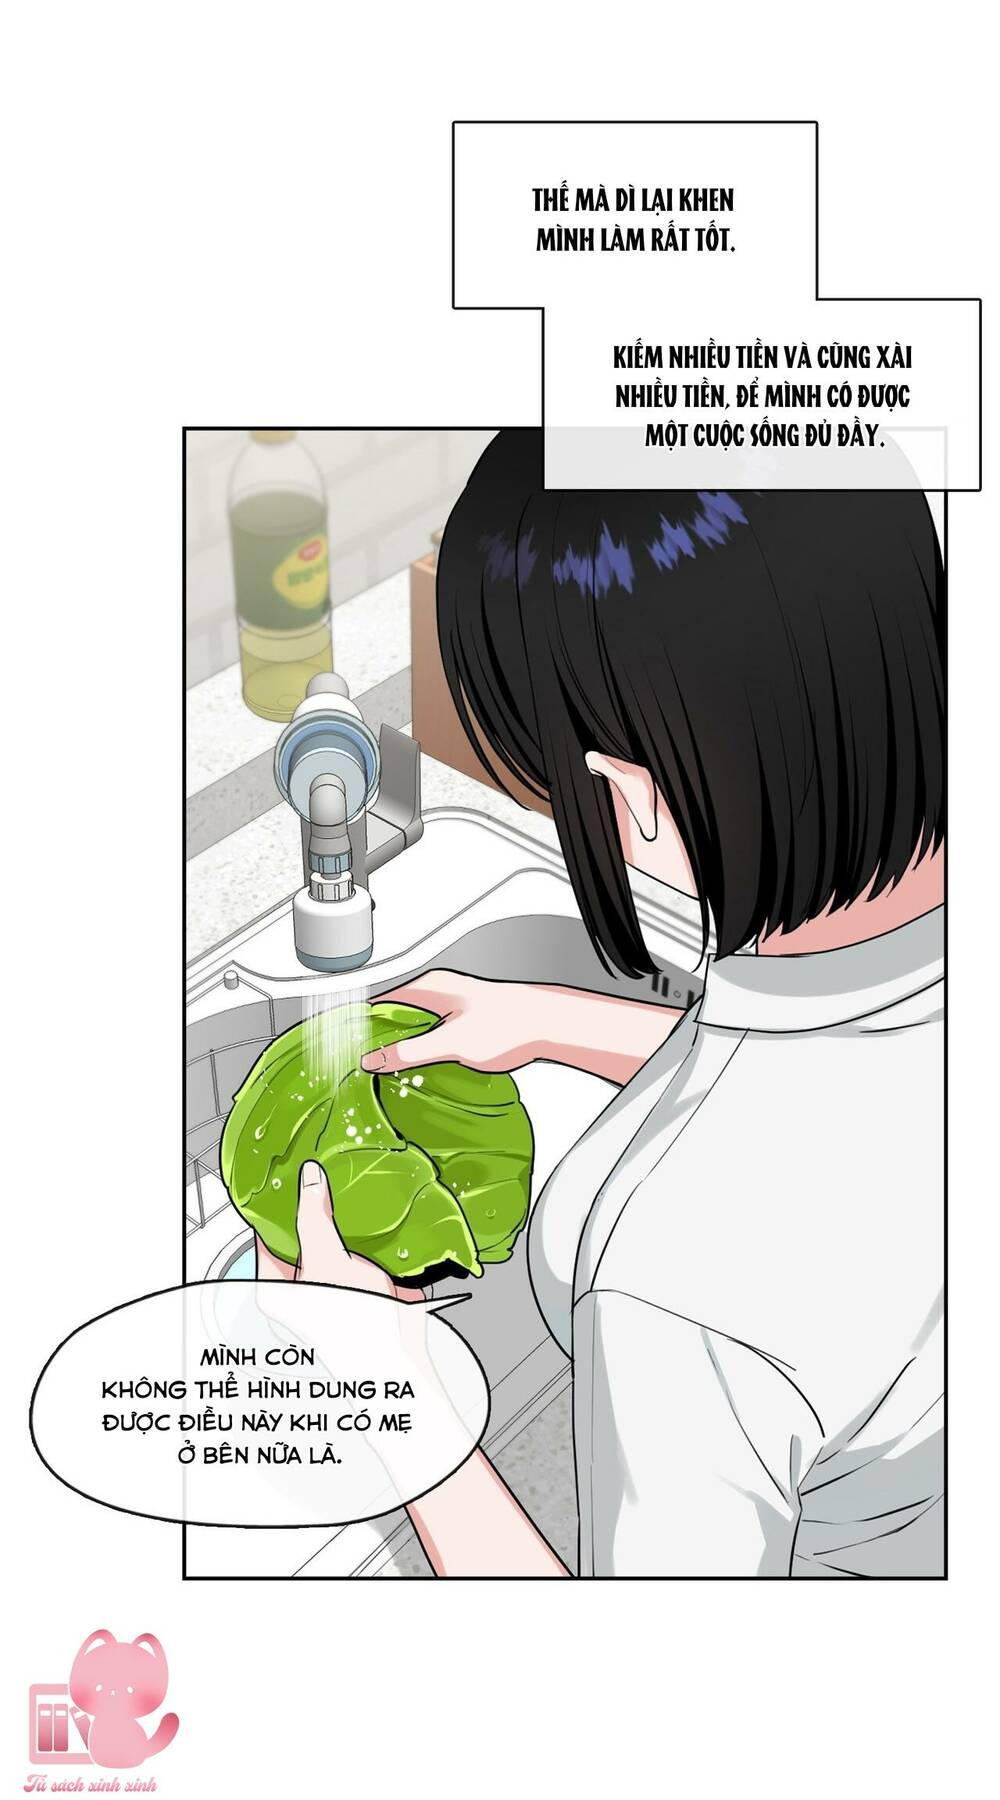 THẾ MÀ DÌ LẠI KHEN
MÌNH LÀM RẤT TỐT.
KIẾM NHIỀU TIỀN VÀ CŨNG XÀI
NHIỀU TIỀN, ĐỂ MÌNH CÓ ĐƯỢC
MỘT CUỘC SỐNG ĐỦ ĐẦY.
MÌNH CÒN
KHÔNG THỂ HÌNH DUNG RA
ĐƯỢC ĐIỀU NÀY KHI CÓ MẸ
Ở BÊN NỮA LÀ.
Tủ sách xinh xinh